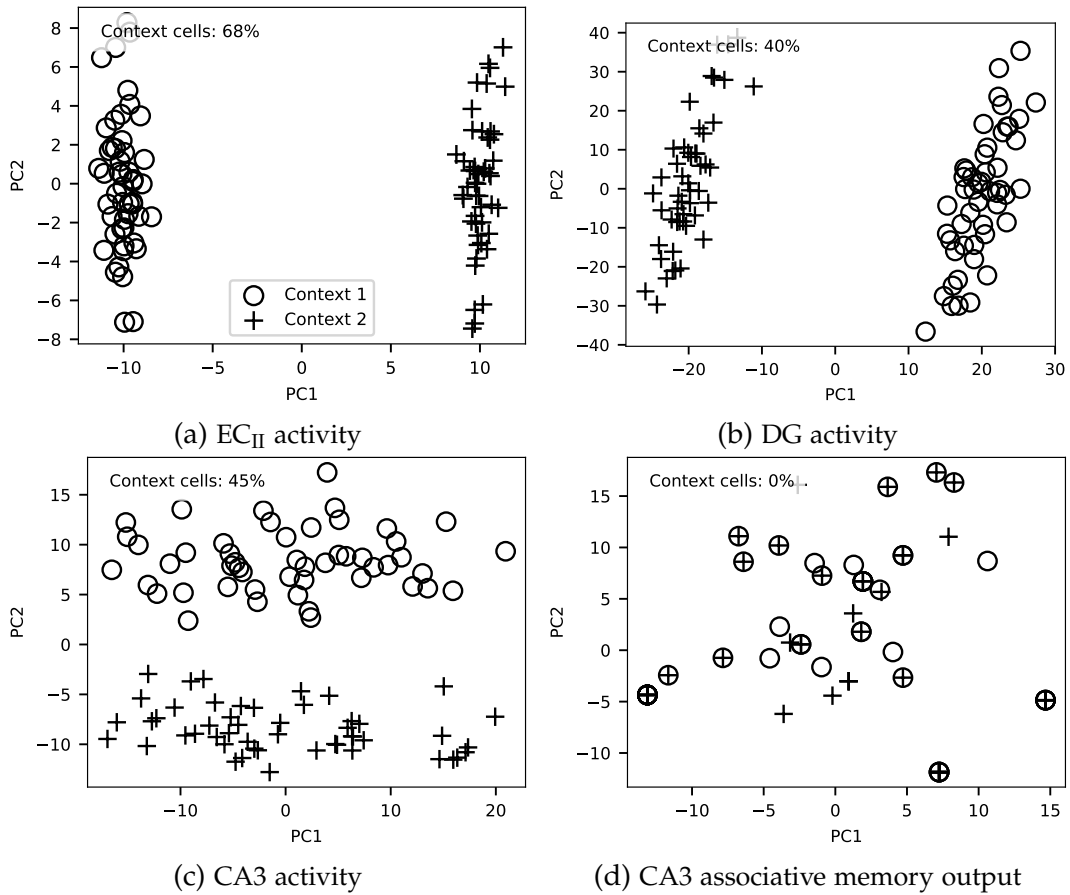 Context cells: 68%
8
6
4
2
0
−2
−4
−6
−8
PC2
Context 1
Context 2
−10
−5
0
5
10
PC1
(a) EC_II activity
Context cells: 40%
40
30
20
10
0
−10
−20
−30
−40
PC2
−20
−10
0
10
20
30
PC1
(b) DG activity
Context cells: 45%
15
10
5
0
−5
−10
PC2
−10
0
10
20
PC1
(c) CA3 activity
Context cells: 0%
15
10
5
0
−5
−10
PC2
−10
−5
0
5
10
15
PC1
(d) CA3 associative memory output